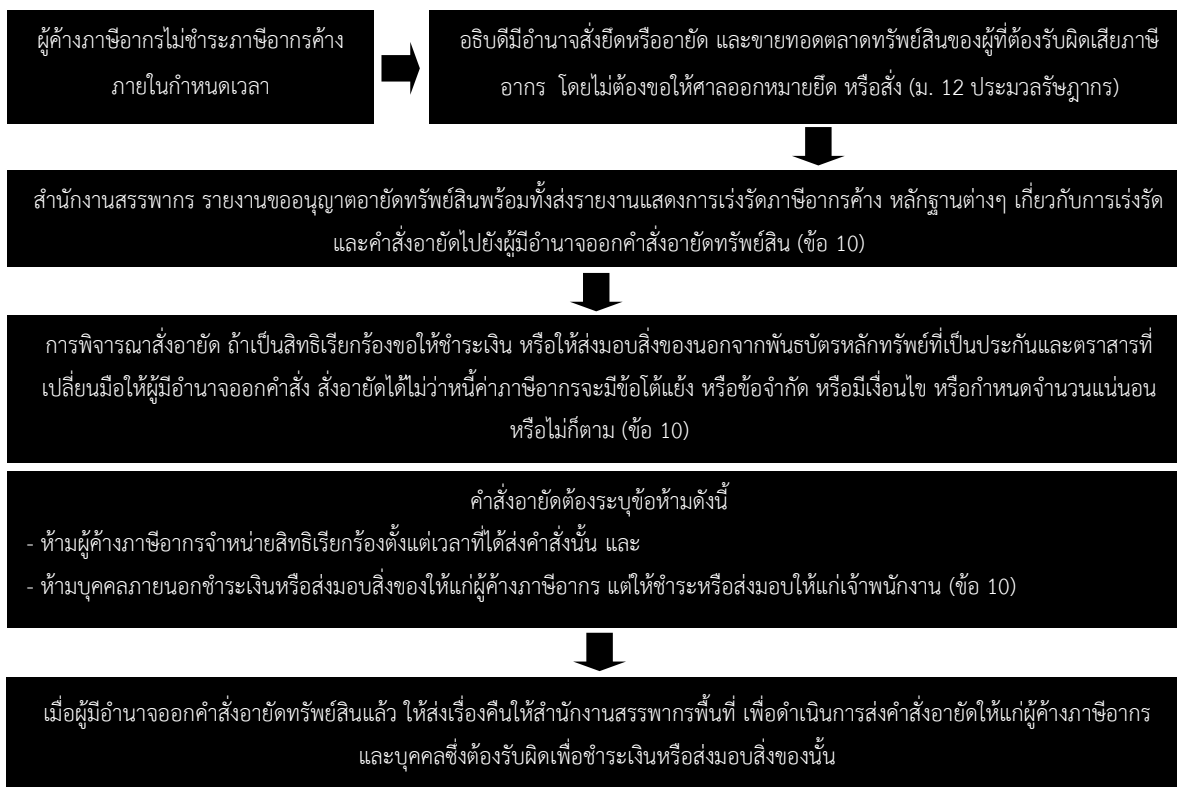 ผู้ค้างภาษีอากรไม่ชำระภาษีอากรค้าง
ภายในกำหนดเวลา
อธิบดีมีอำนาจสั่งยึดหรืออายัด และขายทอดตลาดทรัพย์สินของผู้ที่ต้องรับผิดเสียภาษี
อากร โดยไม่ต้องขอให้ศาลออกหมายยึด หรือสั่ง (ม. 12 ประมวลรัษฎากร)
สำนักงานสรรพากร รายงานขออนุญาตอายัดทรัพย์สินพร้อมทั้งส่งรายงานแสดงการเร่งรัดภาษีอากรค้าง หลักฐานต่างๆ เกี่ยวกับการเร่งรัด
และคำสั่งอายัดไปยังผู้มีอำนาจออกคำสั่งอายัดทรัพย์สิน (ข้อ 10)
การพิจารณาสั่งอายัด ถ้าเป็นสิทธิเรียกร้องขอให้ชำระเงิน หรือให้ส่งมอบสิ่งของนอกจากพันธบัตรหลักทรัพย์ที่เป็นประกันและตราสารที่
เปลี่ยนมือให้ผู้มีอำนาจออกคำสั่ง สั่งอายัดได้ไม่ว่าหนี้ค่าภาษีอากรจะมีข้อโต้แย้ง หรือข้อจำกัด หรือมีเงื่อนไข หรือกำหนดจำนวนแน่นอน
หรือไม่ก็ตาม (ข้อ 10)
คำสั่งอายัดต้องระบุข้อห้ามดังนี้
- ห้ามผู้ค้างภาษีอากรจำหน่ายสิทธิเรียกร้องตั้งแต่เวลาที่ได้ส่งคำสั่งนั้น และ
- ห้ามบุคคลภายนอกชำระเงินหรือส่งมอบสิ่งของให้แก่ผู้ค้างภาษีอากร แต่ให้ชำระหรือส่งมอบให้แก่เจ้าพนักงาน (ข้อ 10)
เมื่อผู้มีอำนาจออกคำสั่งอายัดทรัพย์สินแล้ว ให้ส่งเรื่องคืนให้สำนักงานสรรพากรพื้นที่ เพื่อดำเนินการส่งคำสั่งอายัดให้แก่ผู้ค้างภาษีอากร
และบุคคลซึ่งต้องรับผิดเพื่อชำระเงินหรือส่งมอบสิ่งของนั้น